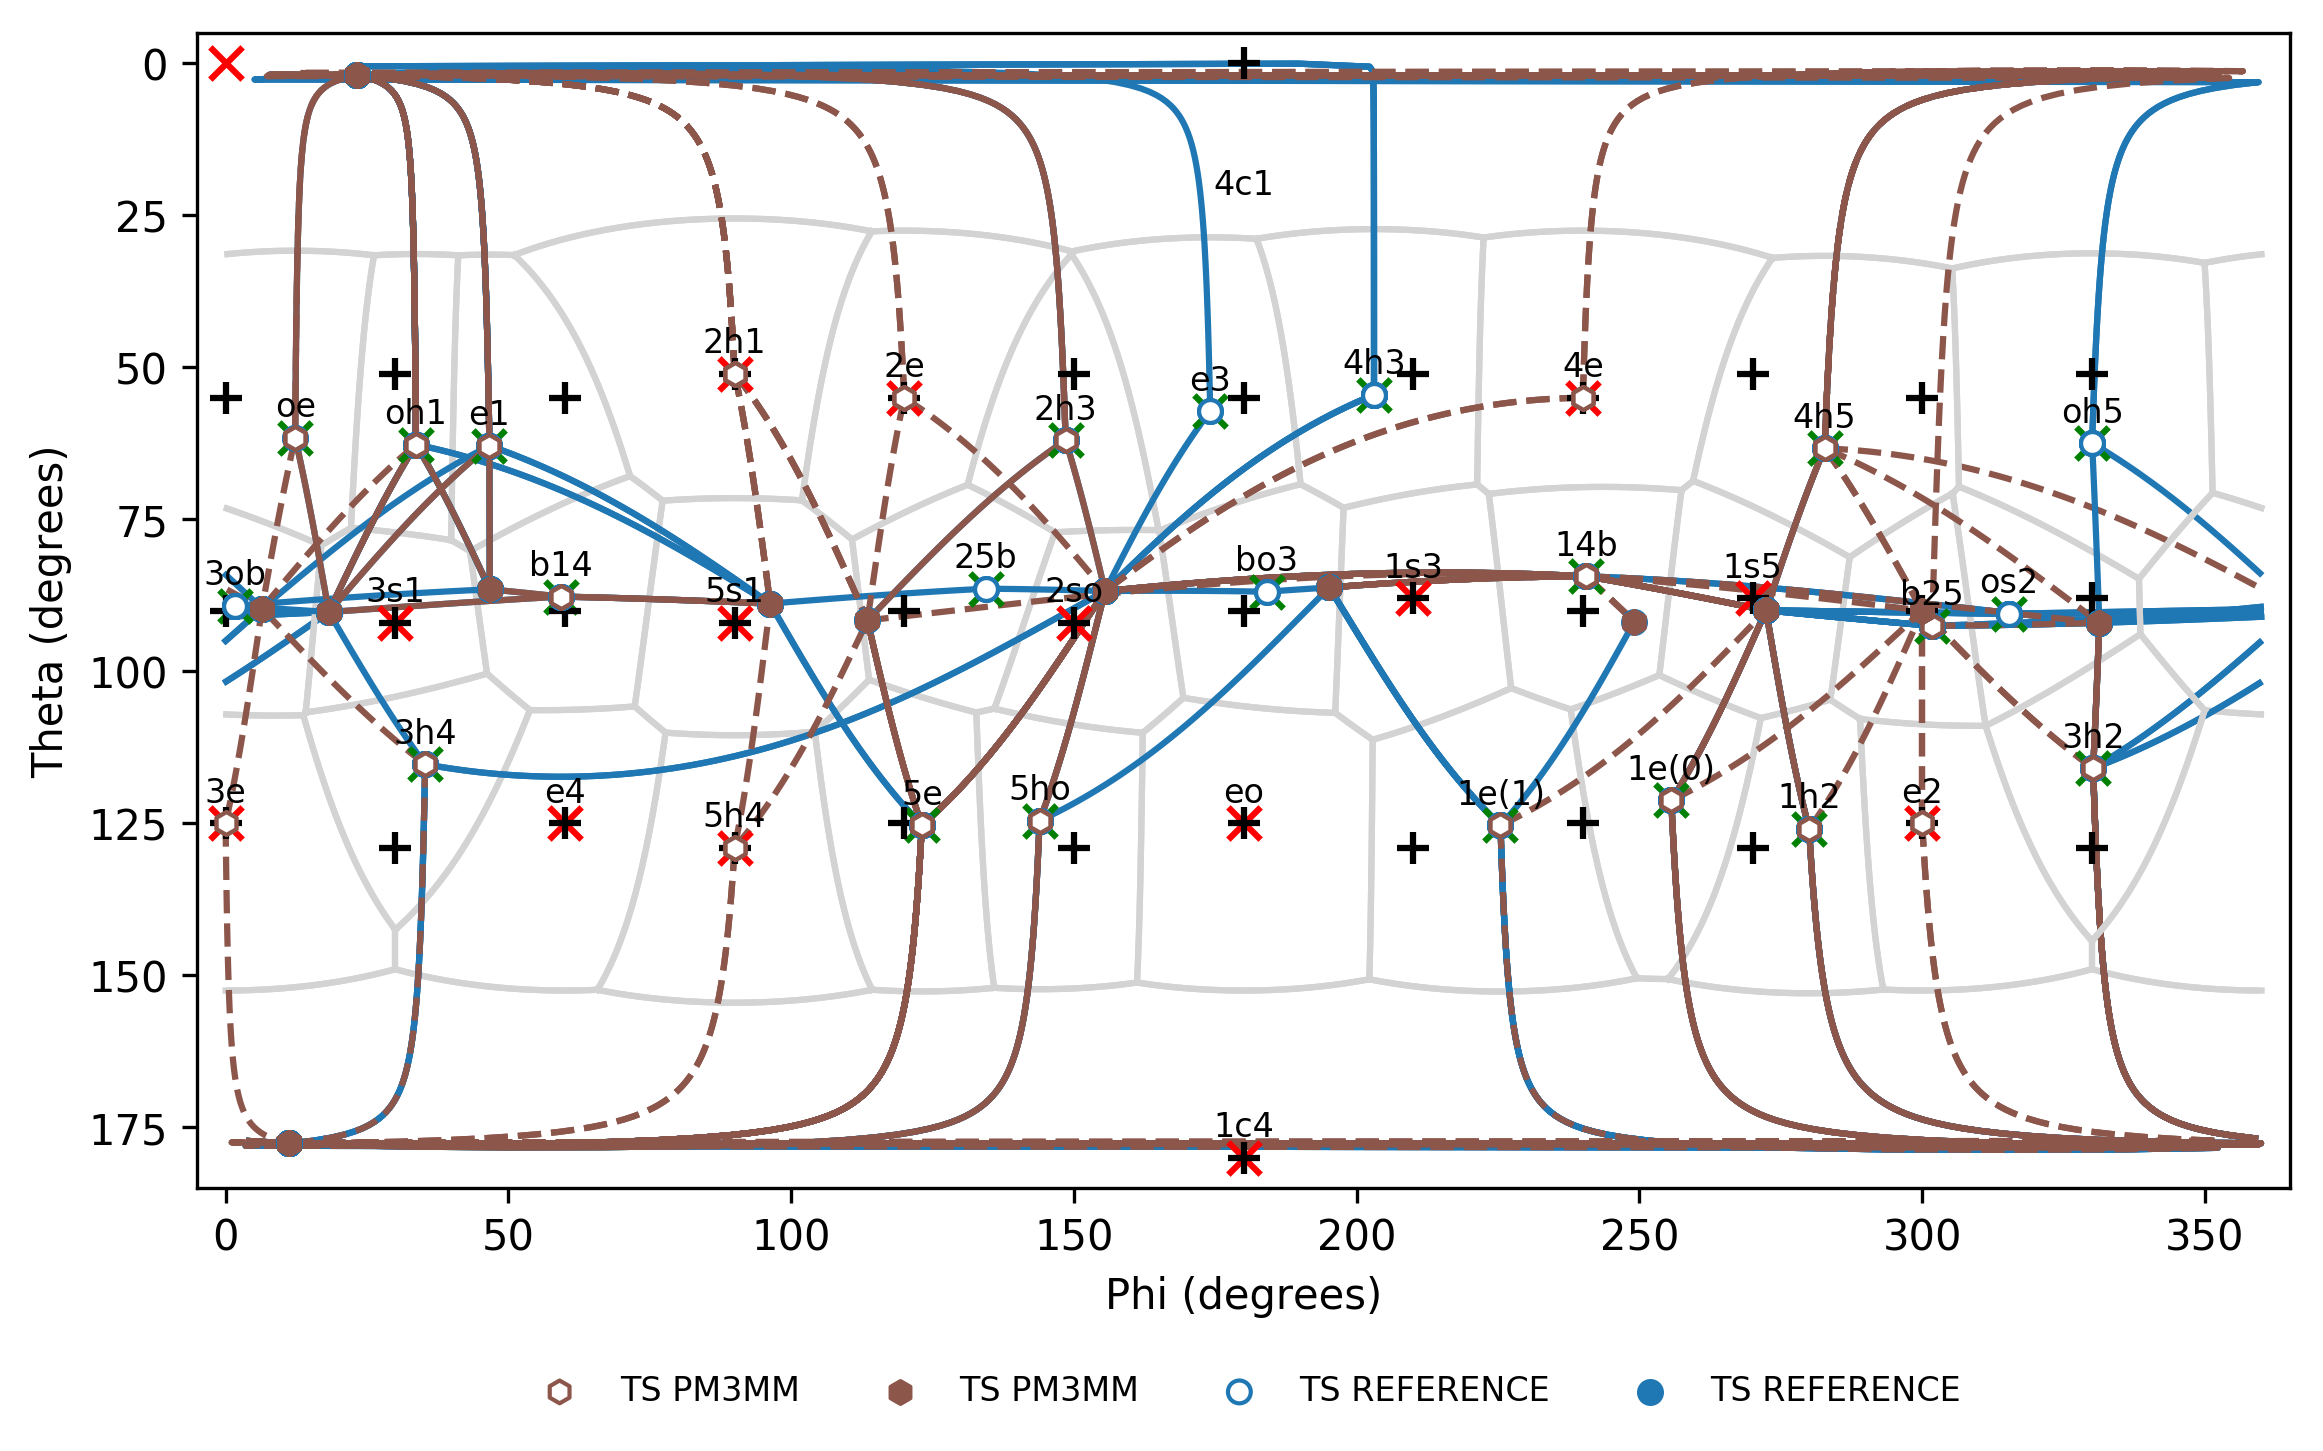 0
25
50
75
100
125
150
175
Theta (degrees)
4c1
2h1
2e
e3
4h3
4e
oe
oh1
e1
2h3
4h5
oh5
3ob
3s1
b14
5s1
25b
2so
bo3
1s3
14b
1s5
b25
os2
3h4
3h2
3e
e4
5h4
5e
5ho
eo
1e(1)
1e(0)
1h2
e2
1c4
0 50 100 150 200 250 300 350
Phi (degrees)
TS PM3MM TS PM3MM TS REFERENCE TS REFERENCE